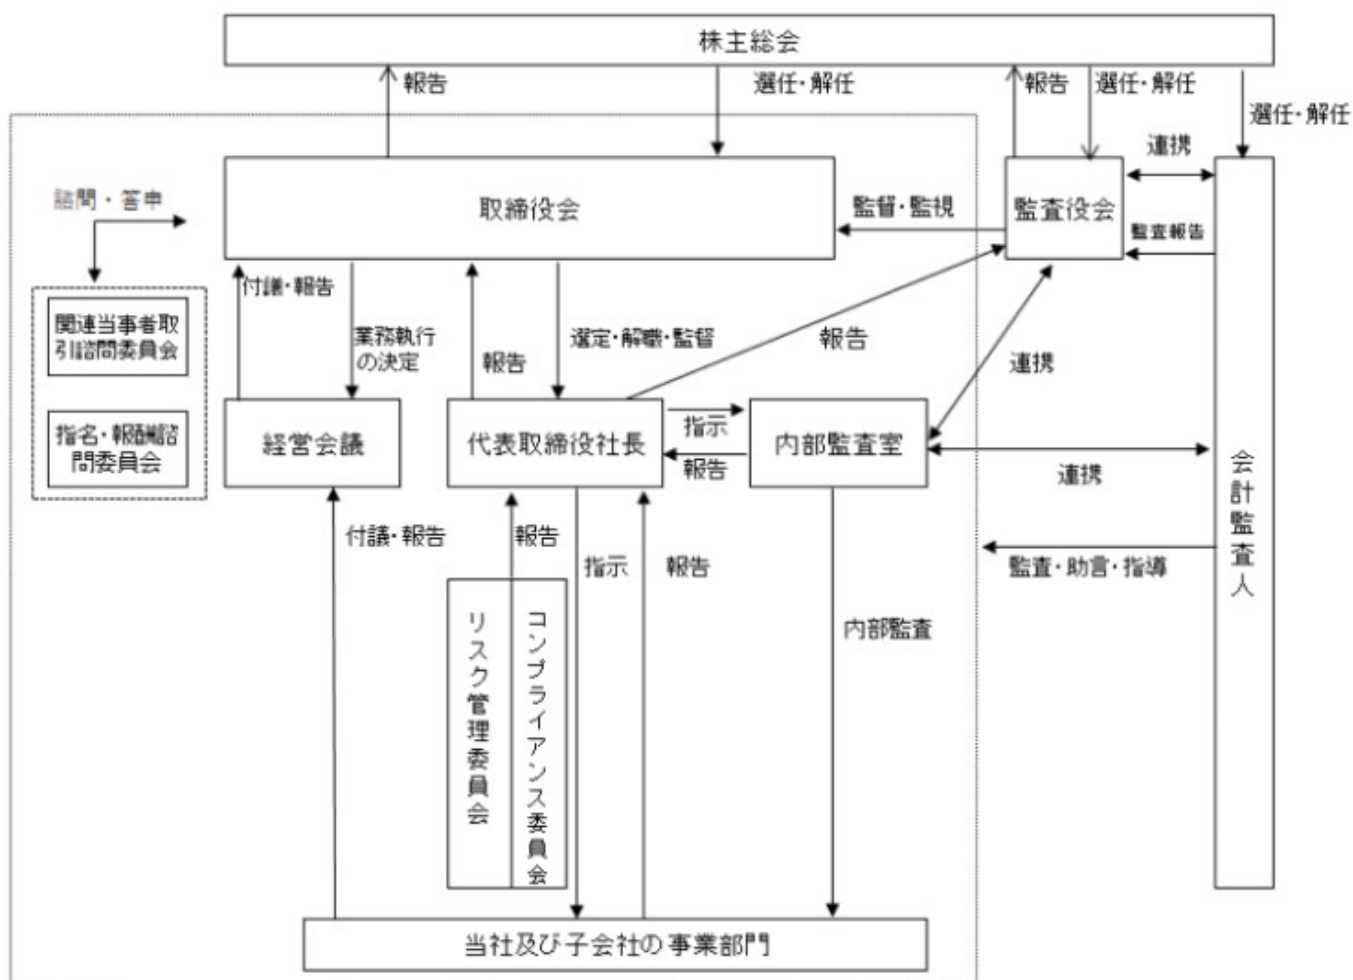 株主総会
報告
選任・解任
報告
選任・解任
選任・解任
連携
諮問・答申
取締役会
監督・監視
監査役会
監査報告
付議・報告
業務執行
の決定
報告
選定・解職・監督
報告
連携
関連当事者取
引諮問委員会
指名・報酬諮
問委員会
経営会議
代表取締役社長
指示
報告
内部監査室
連携
会計監査人
付議・報告
報告
指示
報告
監査・助言・指導
リスク管理委員会
コンプライアンス委員会
内部監査
当社及び子会社の事業部門